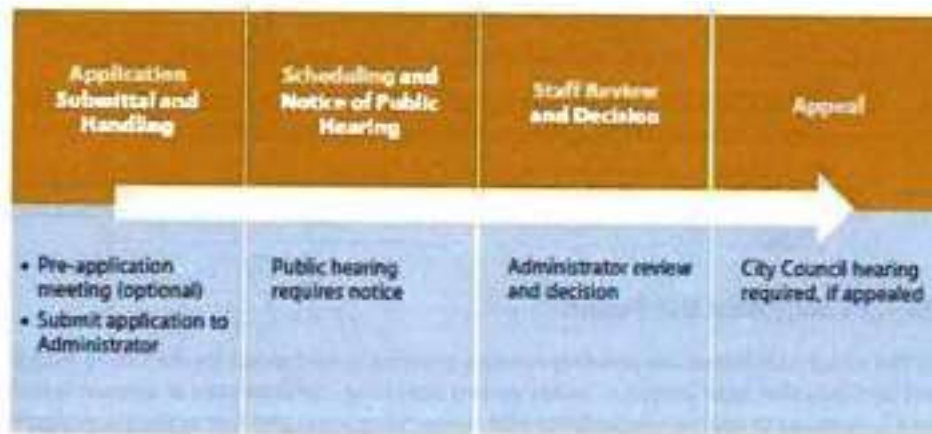 Application
Submittal and
Handling
Scheduling and
Notice of Public
Hearing
Staff Review
and Decision
Appeal
• Pre-application
meeting (optional)
• Submit application to
Administrator
Public hearing
requires notice
Administrator review
and decision
City Council hearing
required, if appealed